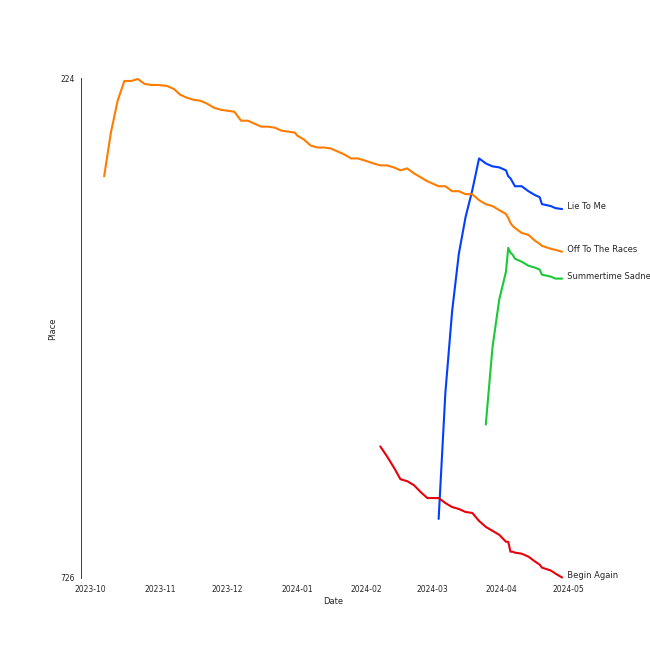 224
Lie To Me
Off To The Races
Summertime Sadne
Place
Begin Again
726
2023-10 2023-11 2023-12 2024-01 2024-02 2024-03 2024-04 2024-05
Date